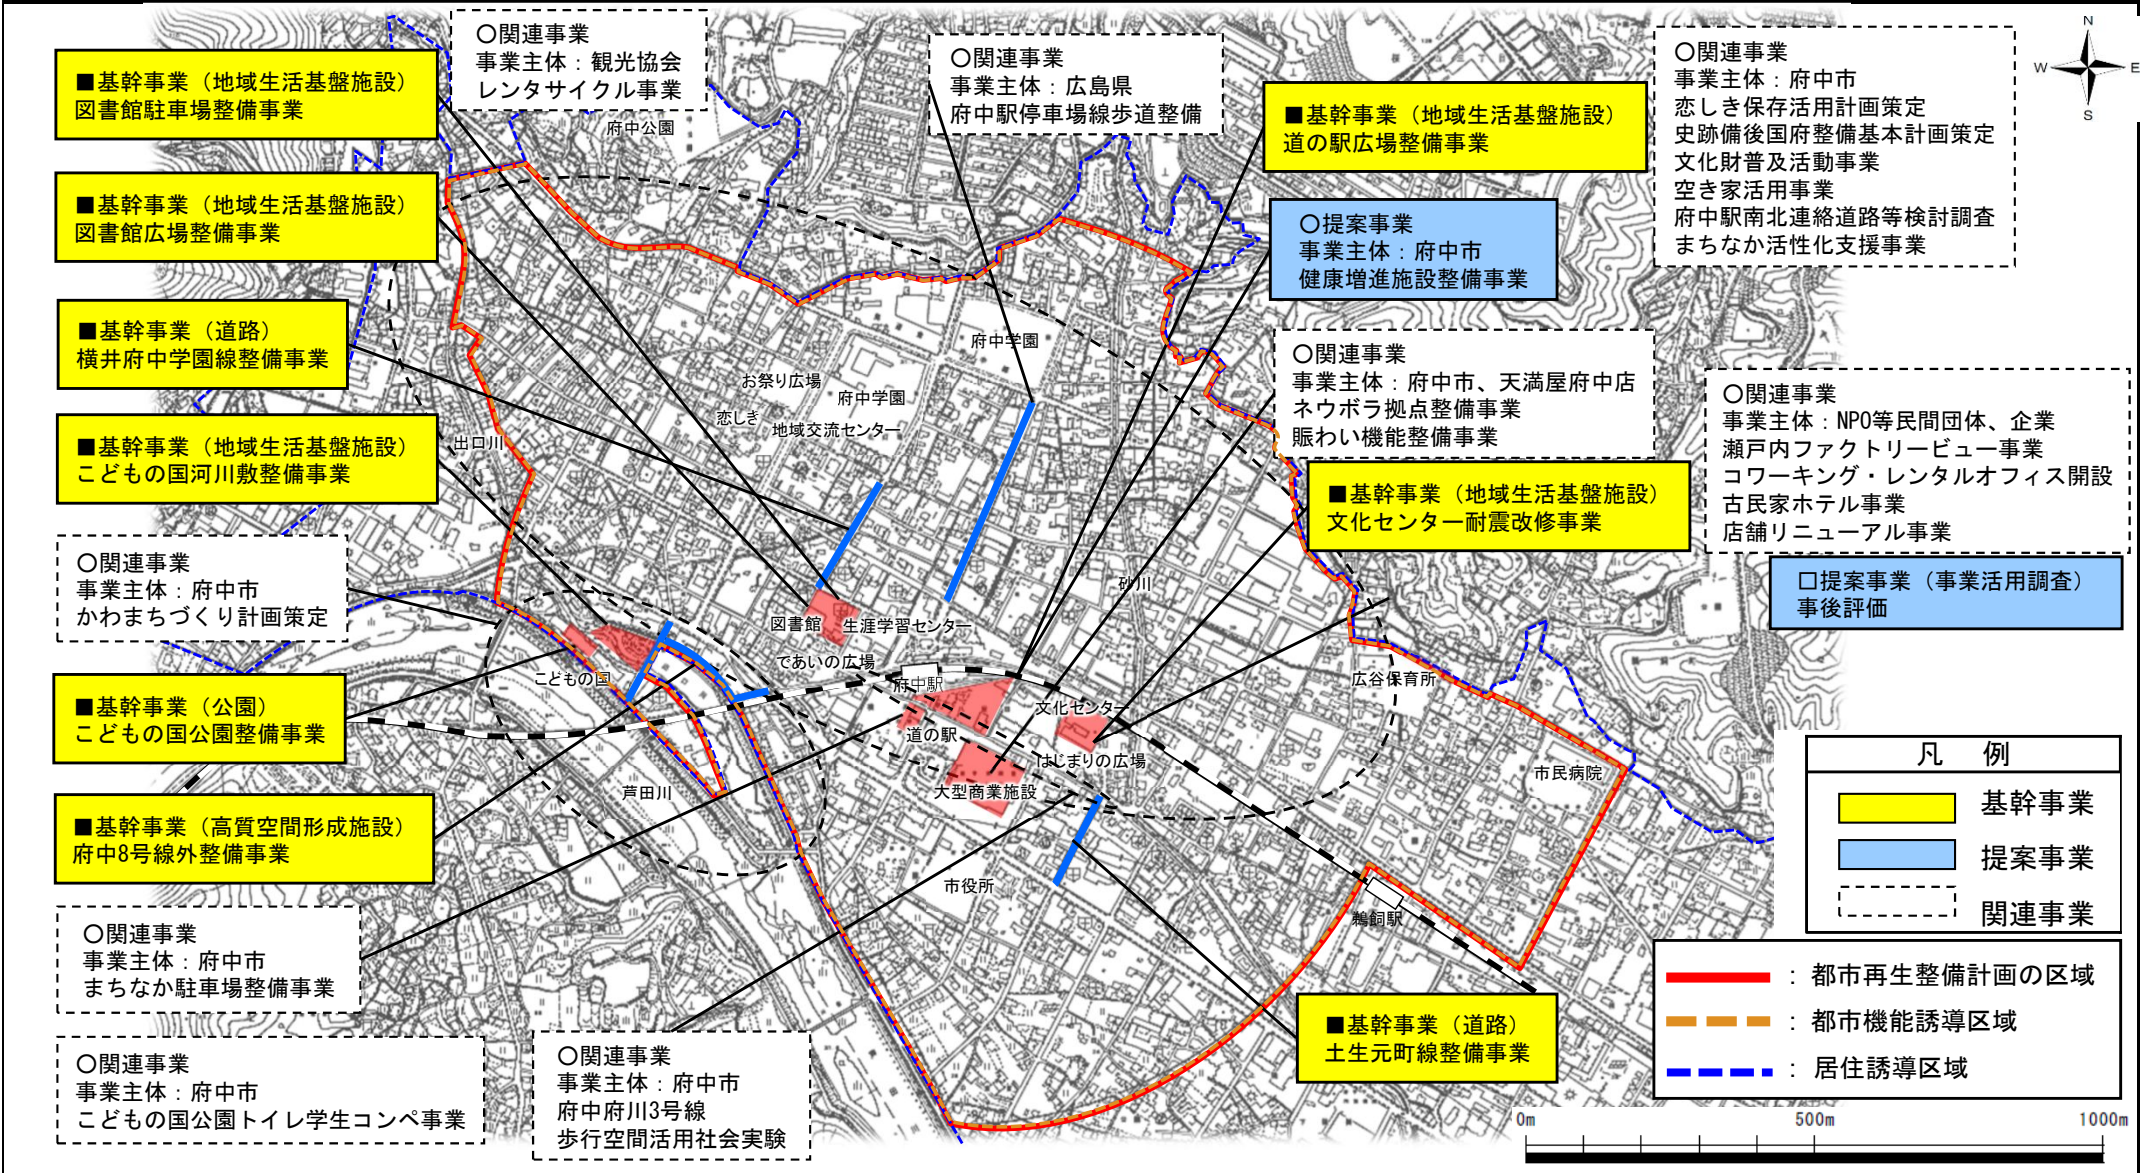 ■基幹事業（地域生活基盤施設）
図書館駐車場整備事業
○関連事業
事業主体：観光協会
レンタサイクル事業
○関連事業
事業主体：広島県
府中駅停車場線歩道整備
■基幹事業（地域生活基盤施設）
道の駅広場整備事業
○関連事業
事業主体：府中市
恋しき保存活用計画策定
史跡備後国府整備基本計画策定
文化財普及活動事業
空き家活用事業
府中駅南北連絡道路等検討調査
まちなか活性化支援事業
N
W
E
S
■基幹事業（地域生活基盤施設）
図書館広場整備事業
○提案事業
事業主体：府中市
健康増進施設整備事業
■基幹事業（道路）
横井府中学園線整備事業
○関連事業
事業主体：府中市、天満屋府中店
ネウボラ拠点整備事業
賑わい機能整備事業
○関連事業
事業主体：NPO等民間団体、企業
瀬戸内ファクトリービュー事業
コワーキング・レンタルオフィス開設
古民家ホテル事業
店舗リニューアル事業
■基幹事業（地域生活基盤施設）
こどもの国河川敷整備事業
■基幹事業（地域生活基盤施設）
文化センター耐震改修事業
○関連事業
事業主体：府中市
かわまちづくり計画策定
□提案事業（事業活用調査）
事後評価
■基幹事業（公園）
こどもの国公園整備事業
■基幹事業（高質空間形成施設）
府中8号線外整備事業
○関連事業
事業主体：府中市
まちなか駐車場整備事業
○関連事業
事業主体：府中市
こどもの国公園トイレ学生コンペ事業
○関連事業
事業主体：府中市
府中府川3号線
歩行空間活用社会実験
■基幹事業（道路）
土生元町線整備事業
府中公園
府中学園
お祭り広場
府中学園
恋しき
地域交流センター
出口川
砂川
図書館
生涯学習センター
であいの広場
こどもの国
府中駅
広谷保育所
文化センター
道の駅
はじまりの広場
市民病院
芦田川
大型商業施設
市役所
鵜飼駅
凡　例
基幹事業
提案事業
関連事業
：都市再生整備計画の区域
：都市機能誘導区域
：居住誘導区域
0m
500m
1000m